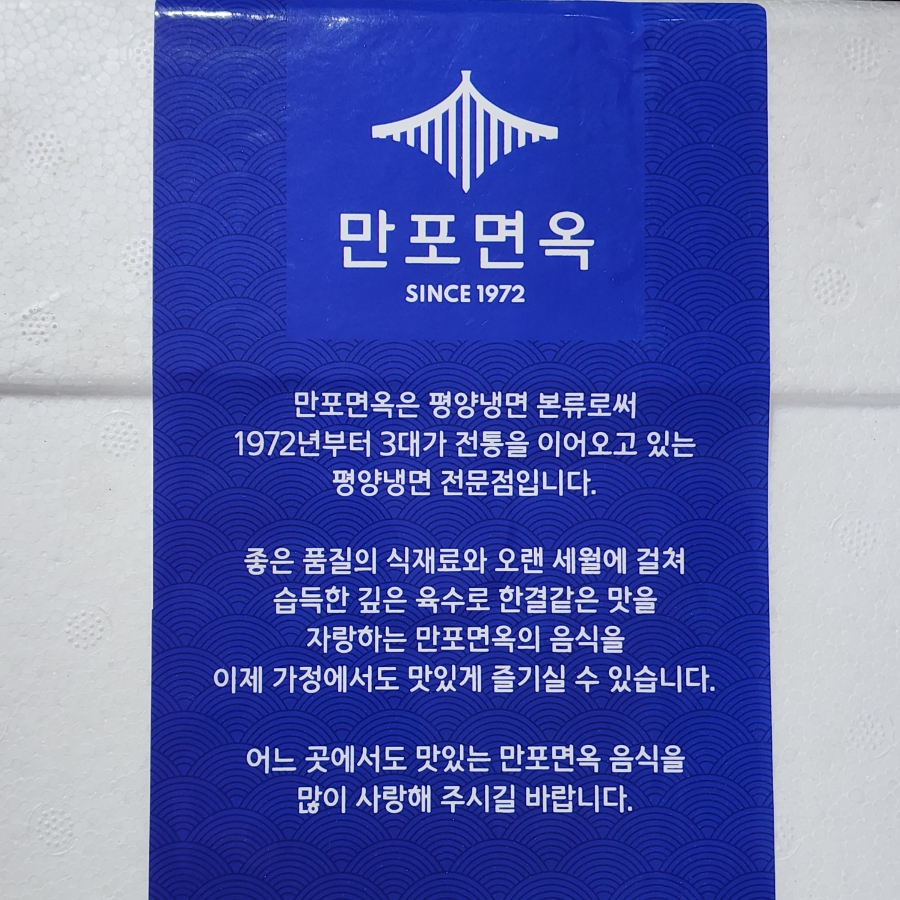 만포면옥
SINCE 1972
만포면옥은 평양냉면 본류로써
1972년부터 3대가 전통을 이어오고 있는
평양냉면 전문점입니다.
좋은 품질의 식재료와 오랜 세월에 걸쳐
습득한 깊은 육수로 한결같은 맛을
자랑하는 만포면옥의 음식을
이제 가정에서도 맛있게 즐기실 수 있습니다.
어느 곳에서도 맛있는 만포면옥 음식을
많이 사랑해 주시길 바랍니다.